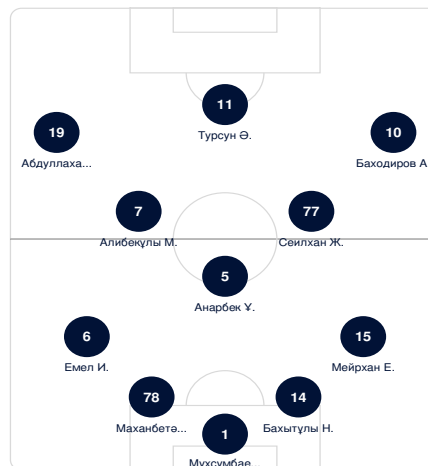 11
Турсун Ә.
19
Абдуллаха...
10
Баходиров А
7
Алибекұлы М.
77
Сейлхан Ж.
5
Анарбек Ұ.
6
Емел И.
15
Мейрхан Е.
78
Маханбетә...
14
Бахытұлы Н.
1
Мухсумбае...